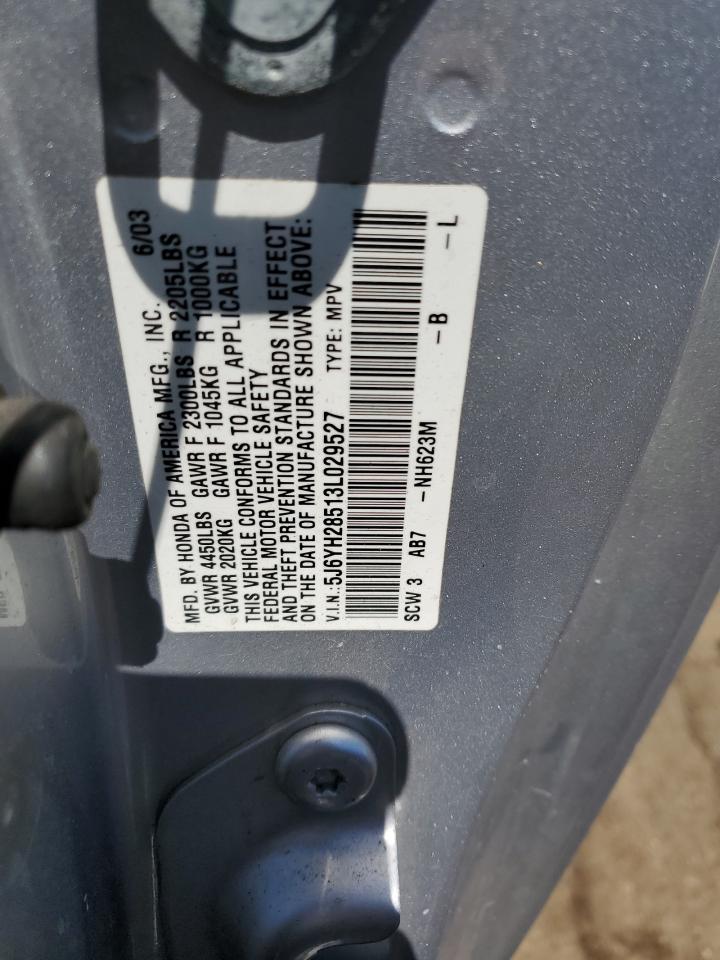 MFD. BY HONDA OF AMERICA MFG., INC. 6/03
GVWR 4450LBS GAWR F 2300LBS R 2205LBS
GVWR 2020KG GAWR F 1045KG R 1000KG
THIS VEHICLE CONFORMS TO ALL APPLICABLE
FEDERAL MOTOR VEHICLE SAFETY
AND THEFT PREVENTION STANDARDS IN EFFECT
ON THE DATE OF MANUFACTURE SHOWN ABOVE:
V.I.N.:5J6YH28513L029527 TYPE: MPV
SCW 3 AB7 -NH623M -B -L